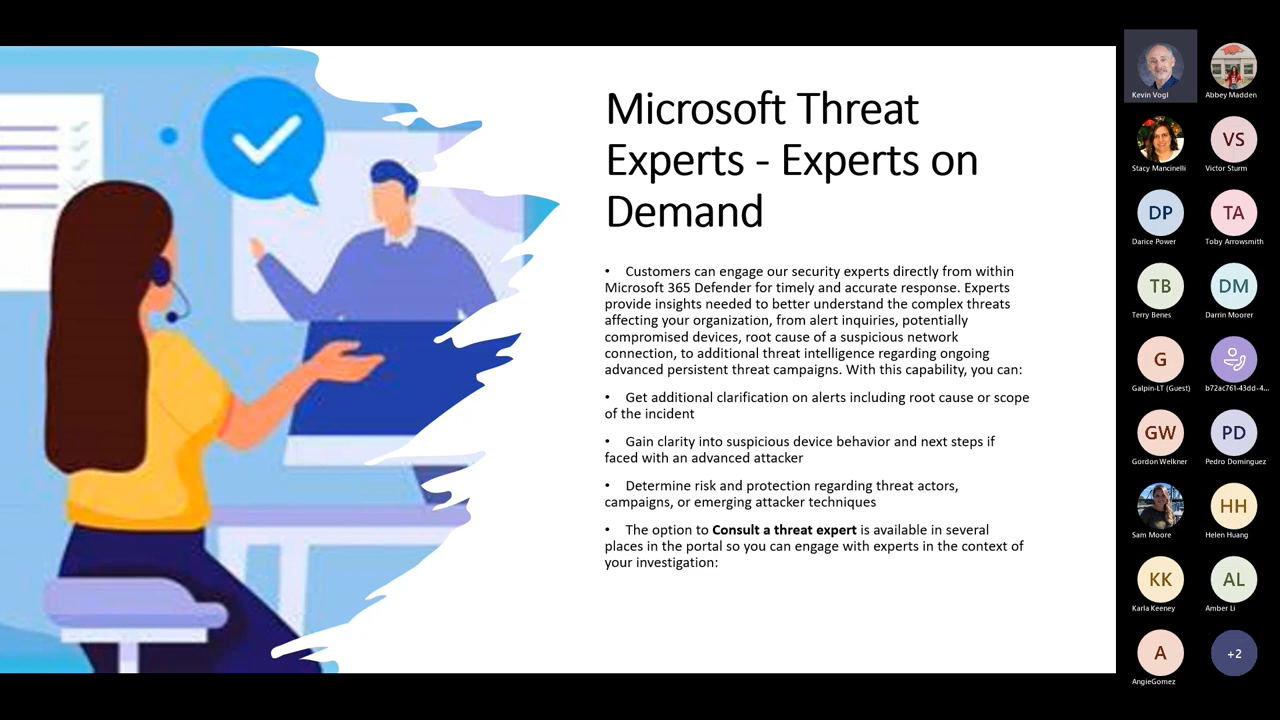 Microsoft Threat
Experts - Experts on
Demand
• Customers can engage our security experts directly from within
Microsoft 365 Defender for timely and accurate response. Experts
provide insights needed to better understand the complex threats
affecting your organization, from alert inquiries, potentially
compromised devices, root cause of a suspicious network
connection, to additional threat intelligence regarding ongoing
advanced persistent threat campaigns. With this capability, you can:
• Get additional clarification on alerts including root cause or scope
of the incident
• Gain clarity into suspicious device behavior and next steps if
faced with an advanced attacker
• Determine risk and protection regarding threat actors,
campaigns, or emerging attacker techniques
• The option to Consult a threat expert is available in several
places in the portal so you can engage with experts in the context of
your investigation:
Kevin Vogl
Abbey Madden
Stacy Mancinelli
VS
Victor Sturm
DP
Darice Power
TA
Toby Arrowsmith
TB
Terry Benes
DM
Darrin Moorer
G
Galpin-LT (Guest)
b72ac761-43dd-4...
GW
Gordon Welkner
PD
Pedro Dominguez
Sam Moore
HH
Helen Huang
KK
Karla Keeney
AL
Amber Li
A
AngieGomez
+2